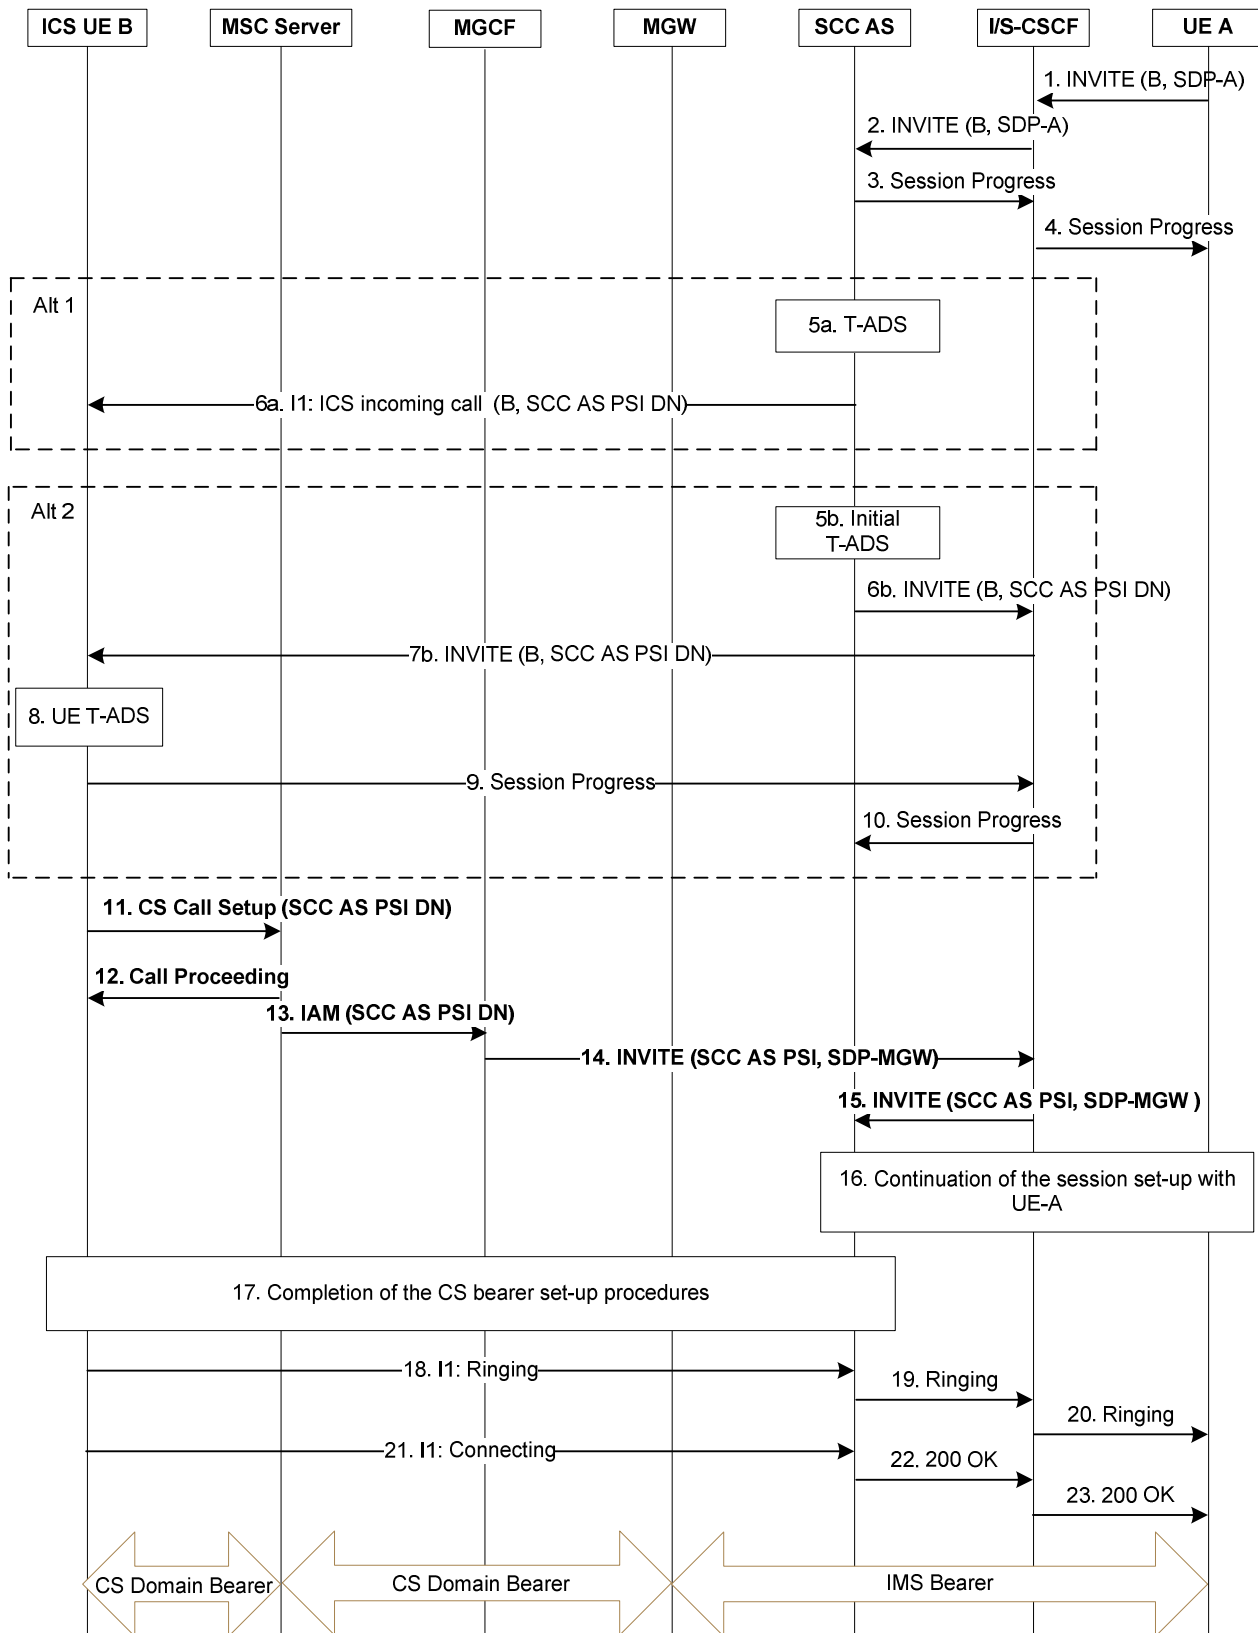 ICS UE B
MSC Server
MGCF
MGW
SCC AS
I/S-CSCF
UE A
1. INVITE (B, SDP-A)
2. INVITE (B, SDP-A)
3. Session Progress
4. Session Progress
Alt 1
5a. T-ADS
6a. I1: ICS incoming call (B, SCC AS PSI DN)
Alt 2
5b. Initial
T-ADS
6b. INVITE (B, SCC AS PSI DN)
7b. INVITE (B, SCC AS PSI DN)
8. UE T-ADS
9. Session Progress
10. Session Progress
11. CS Call Setup (SCC AS PSI DN)
12. Call Proceeding
13. IAM (SCC AS PSI DN)
14. INVITE (SCC AS PSI, SDP-MGW)
15. INVITE (SCC AS PSI, SDP-MGW )
16. Continuation of the session set-up with
UE-A
17. Completion of the CS bearer set-up procedures
18. I1: Ringing
19. Ringing
20. Ringing
21. I1: Connecting
22. 200 OK
23. 200 OK
CS Domain Bearer
CS Domain Bearer
IMS Bearer